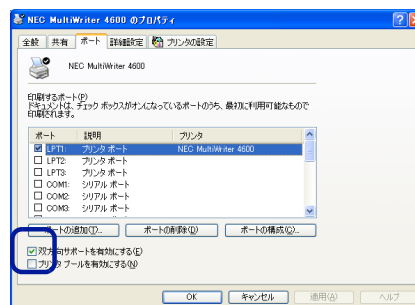 NEC MultiWriter 4600 のプロパティ
全般 共有 ポート 詳細設定 プリンタの設定
NEC MultiWriter 4600
印刷するポート(P)
ドキュメントは、チェック ボックスがオンになっているポートのうち、最初に利用可能なもので
印刷されます。
ポート 説明 プリンタ
LPT1: プリンタ ポート NEC MultiWriter 4600
LPT2: プリンタ ポート
LPT3: プリンタ ポート
COM1: シリアル ポート
COM2: シリアル ポート
COM3: シリアル ポート
ポートの追加(T)... ポートの削除(D) ポートの構成(C)...
双方向サポートを有効にする(E)
プリンタ プールを有効にする(N)
OK キャンセル 適用(A) ヘルプ